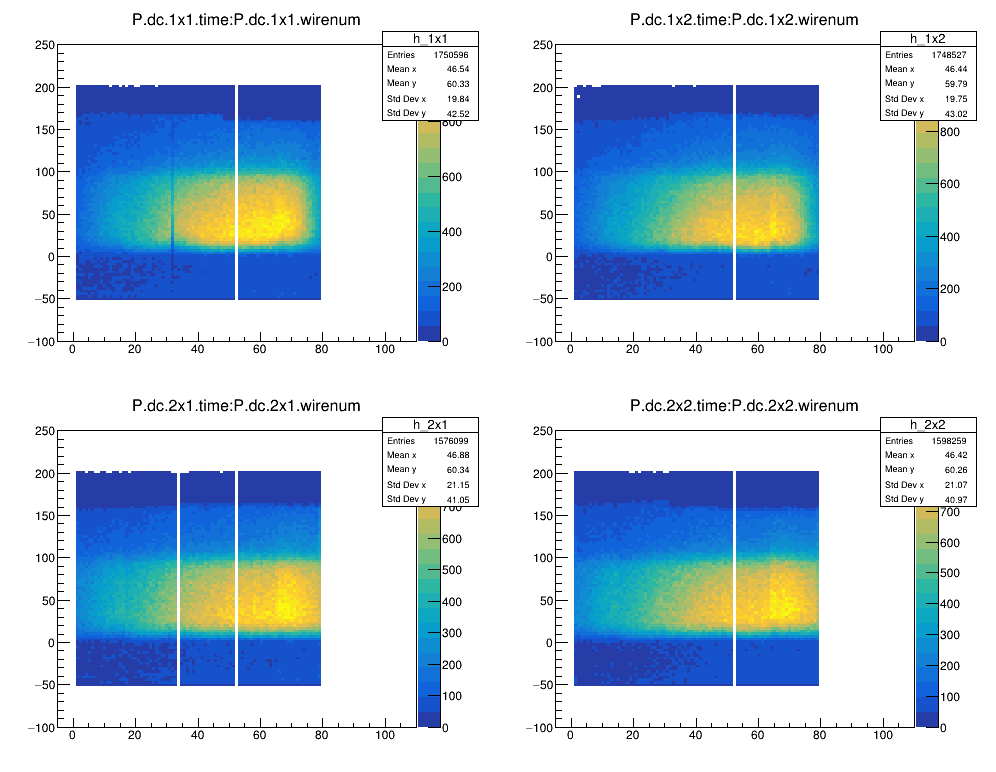 P.dc.1x1.time:P.dc.1x1.wirenum
h_1x1
Entries 1750596
Mean x 46.54
Mean y 60.33
Std Dev x 19.84
Std Dev y 42.52
250
200
150
100
50
0
−50
−100
0 20 40 60 80 100
800
600
400
200
0
P.dc.1x2.time:P.dc.1x2.wirenum
h_1x2
Entries 1748527
Mean x 46.44
Mean y 59.79
Std Dev x 19.75
Std Dev y 43.02
250
200
150
100
50
0
−50
−100
0 20 40 60 80 100
800
600
400
200
0
P.dc.2x1.time:P.dc.2x1.wirenum
h_2x1
Entries 1576099
Mean x 46.88
Mean y 60.34
Std Dev x 21.15
Std Dev y 41.05
250
200
150
100
50
0
−50
−100
0 20 40 60 80 100
700
600
500
400
300
200
100
0
P.dc.2x2.time:P.dc.2x2.wirenum
h_2x2
Entries 1598259
Mean x 46.42
Mean y 60.26
Std Dev x 21.07
Std Dev y 40.97
250
200
150
100
50
0
−50
−100
0 20 40 60 80 100
700
600
500
400
300
200
100
0